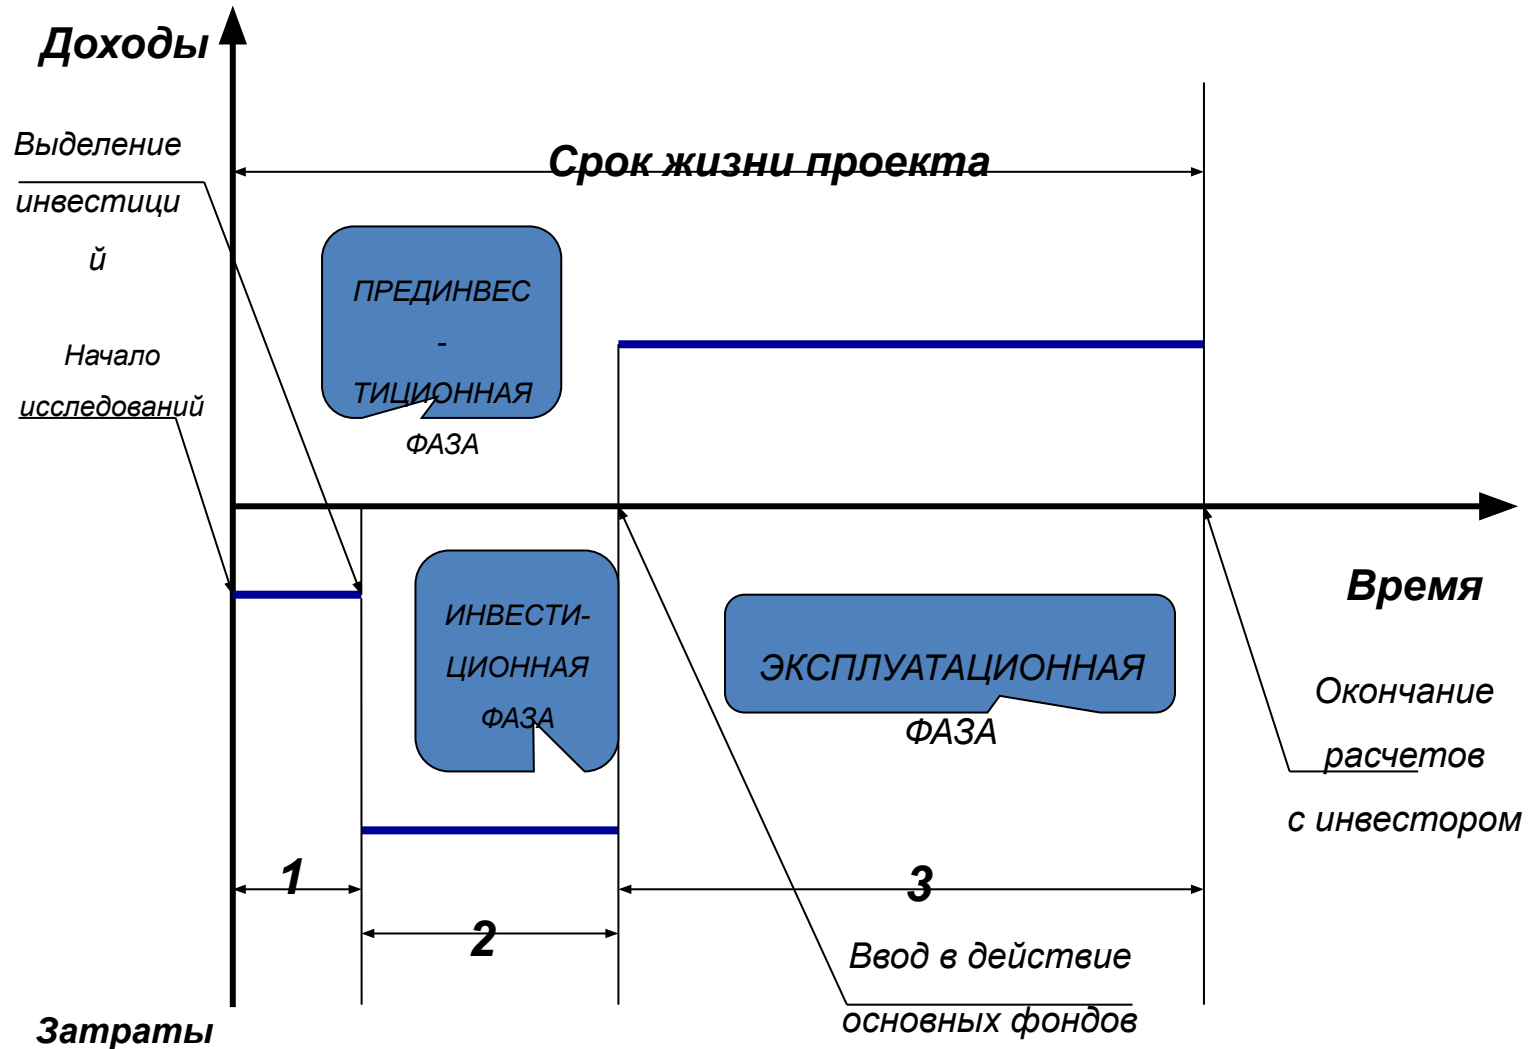 Доходы
Выделение
инвестици
й
Срок жизни проекта
ПРЕДИНВЕС
-
ТИЦИОННАЯ
ФАЗА
Начало
исследований
Время
ИНВЕСТИ-
ЦИОННАЯ
ФАЗА
ЭКСПЛУАТАЦИОННАЯ
ФАЗА
Окончание
расчетов
с инвестором
1
2
3
Ввод в действие
основных фондов
Затраты